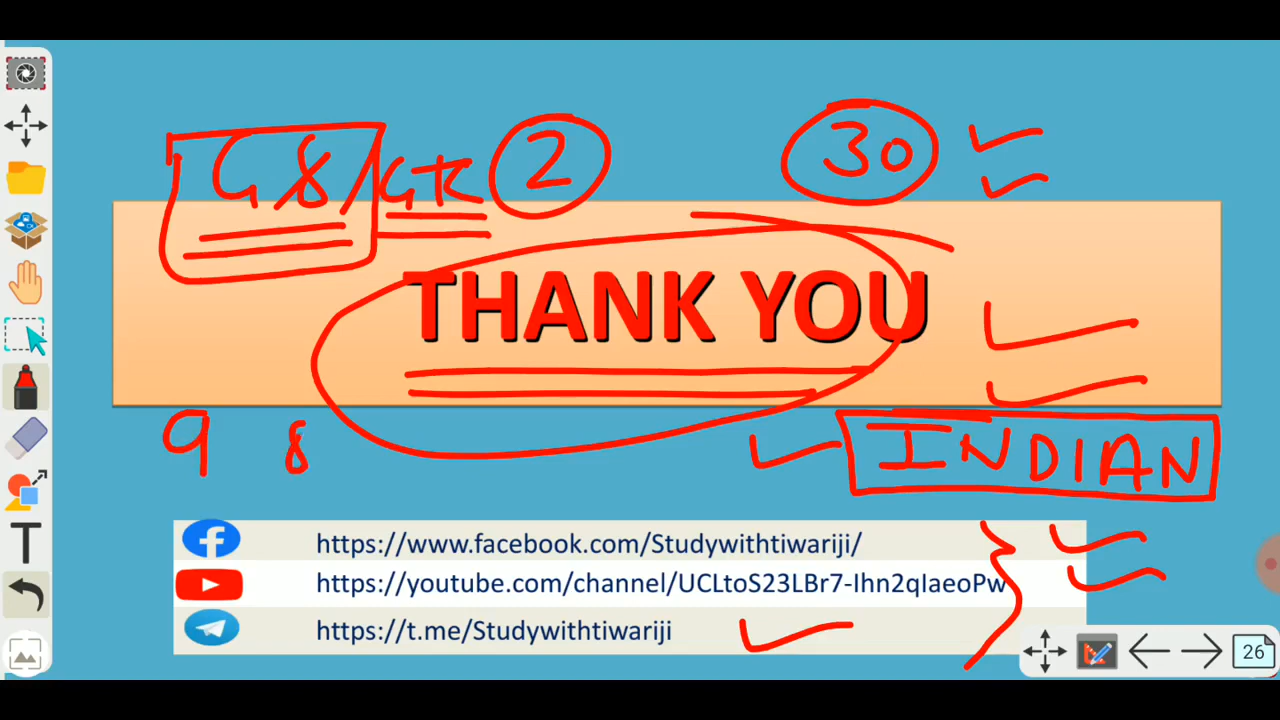 GS/GK 2 30
THANK YOU
9 8 INDIAN
https://www.facebook.com/Studywithtiwariji/
https://youtube.com/channel/UCLtoS23LBr7-Ihn2qIaeoPw
https://t.me/Studywithtiwariji
T
26